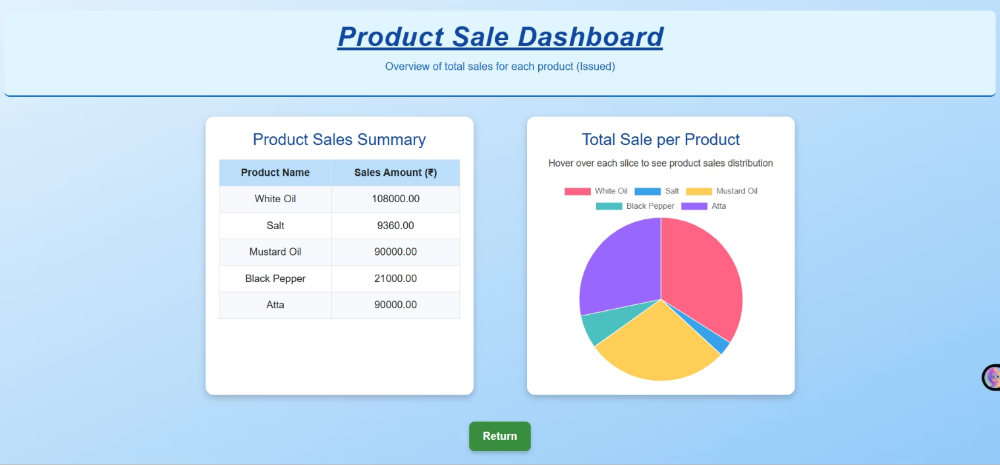 Product Sale Dashboard
Overview of total sales for each product (Issued)
Product Sales Summary
Product Name Sales Amount (₹)
White Oil 108000.00
Salt 9360.00
Mustard Oil 90000.00
Black Pepper 21000.00
Atta 90000.00
Total Sale per Product
Hover over each slice to see product sales distribution
White Oil Salt Mustard Oil
Black Pepper Atta
Return